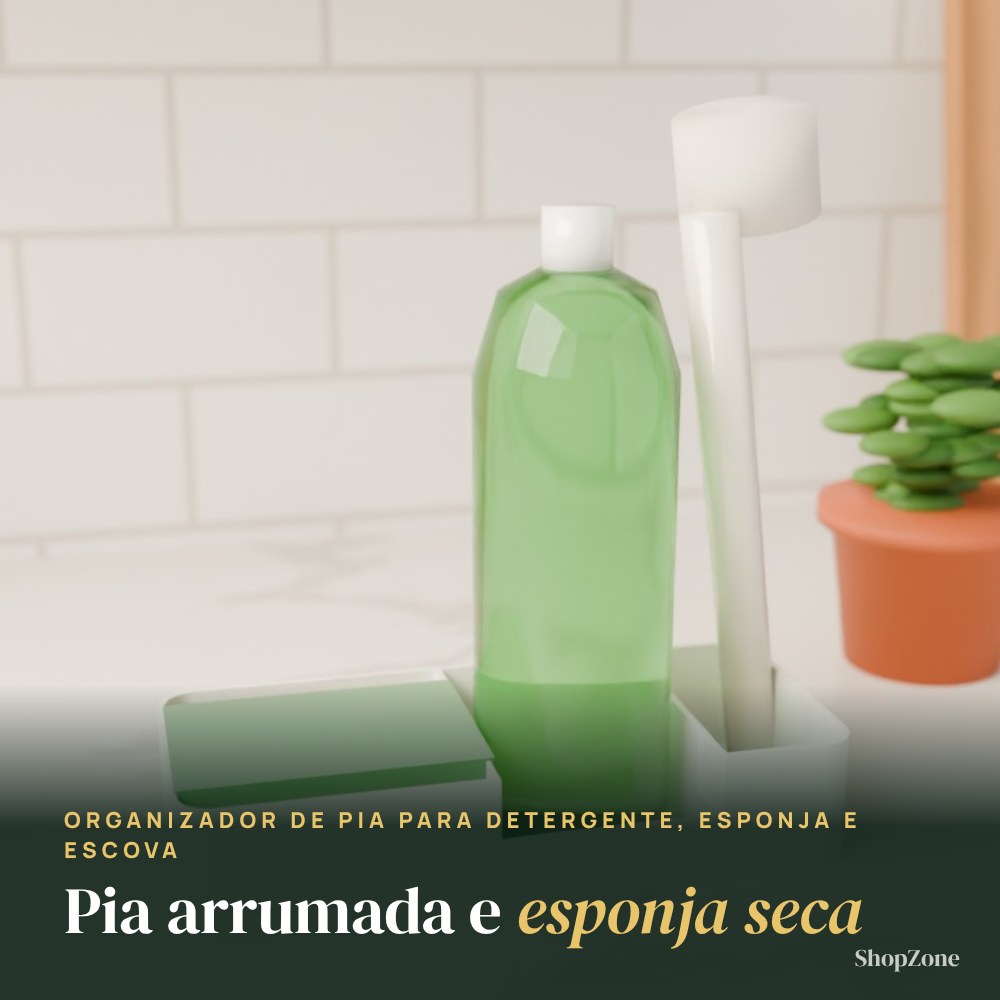 ORGANIZADOR DE PIA PARA DETERGENTE, ESPONJA E
ESCOVA
Pia arrumada e esponja seca
ShopZone